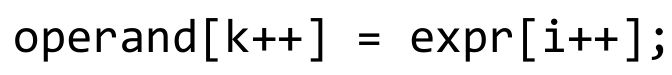 operand[k++] = expr[i++];